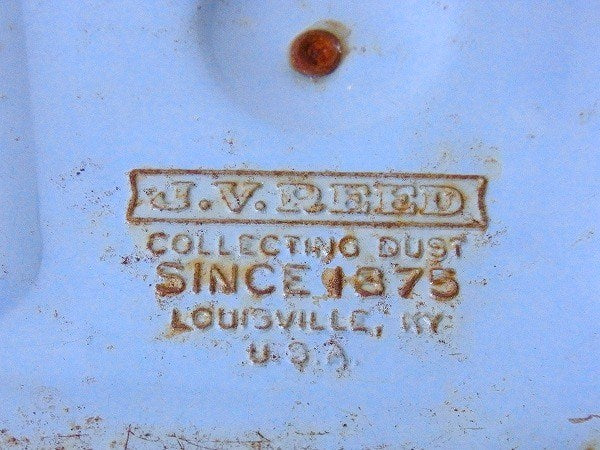 J.V. REED
COLLECTING DUST
SINCE 1875
LOUISVILLE, KY.
U.S.A.